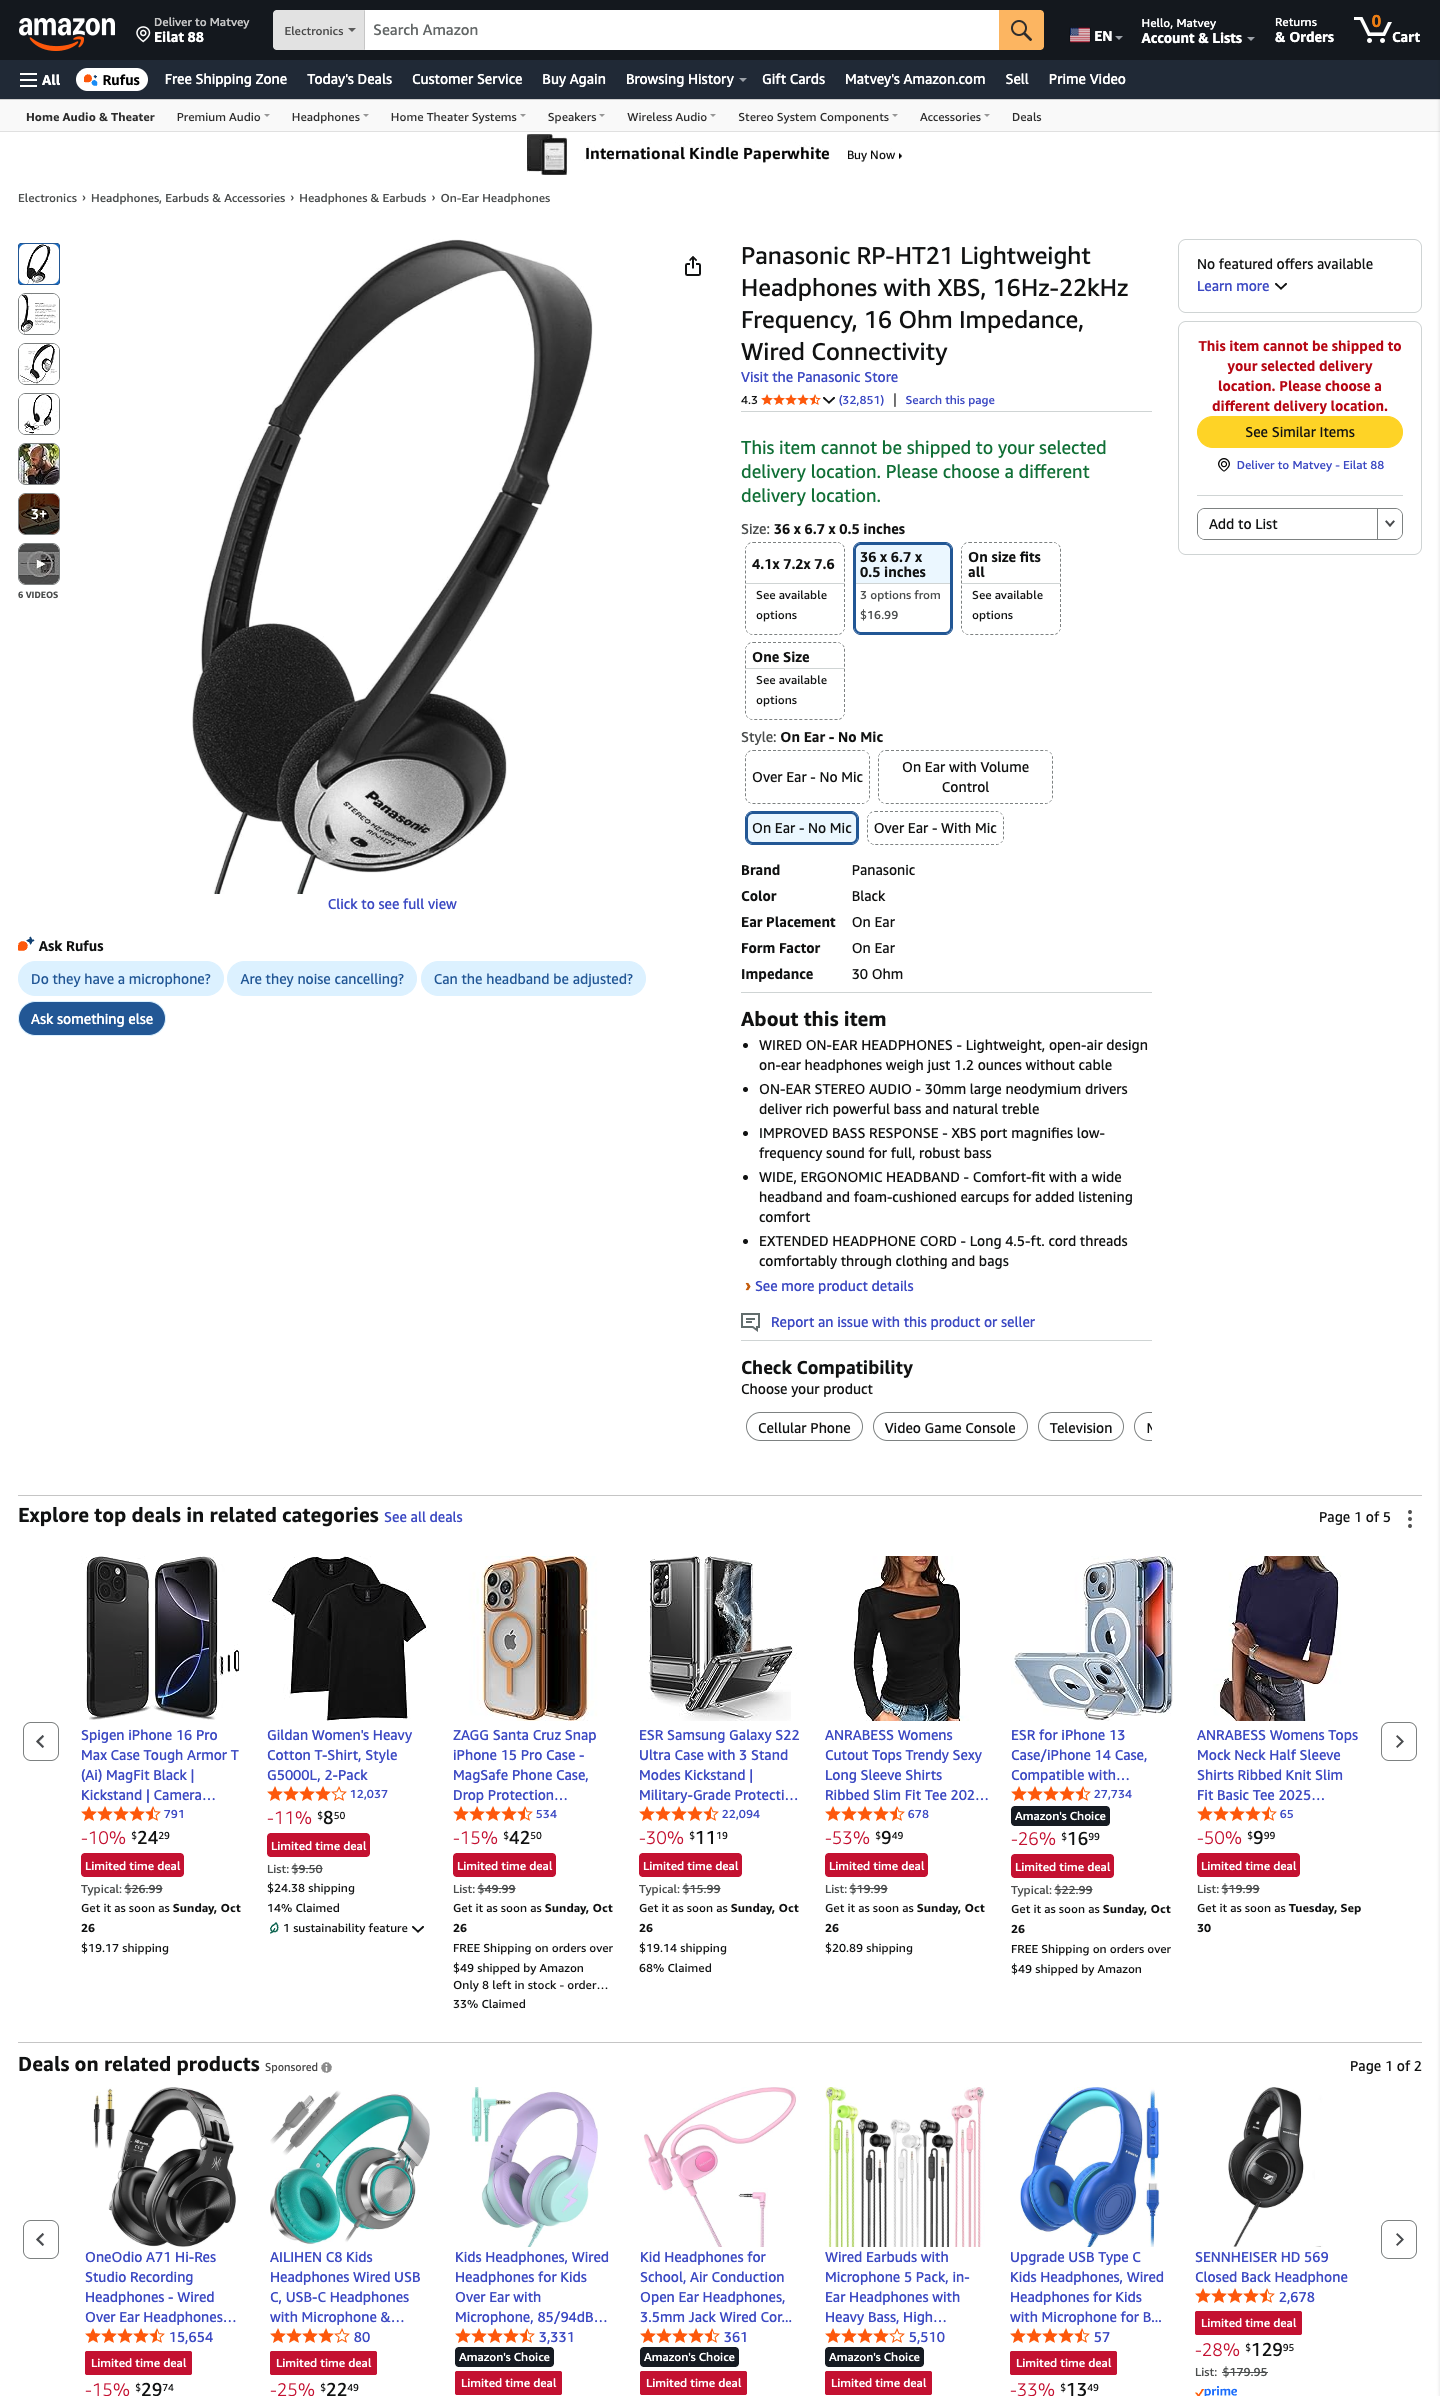 amazon
Deliver to Matvey
Eilat 88
Electronics
Search Amazon
EN
Hello, Matvey
Account & Lists
Returns
& Orders
0
Cart
All
Rufus
Free Shipping Zone
Today's Deals
Customer Service
Buy Again
Browsing History
Gift Cards
Matvey's Amazon.com
Sell
Prime Video
Home Audio & Theater
Premium Audio
Headphones
Home Theater Systems
Speakers
Wireless Audio
Stereo System Components
Accessories
Deals
International Kindle Paperwhite
Buy Now
Electronics › Headphones, Earbuds & Accessories › Headphones & Earbuds › On-Ear Headphones
3+
6 VIDEOS
Panasonic
STEREO HEADPHONES
RP-HT21
L
Click to see full view
Ask Rufus
Do they have a microphone?
Are they noise cancelling?
Can the headband be adjusted?
Ask something else
Panasonic RP-HT21 Lightweight
Headphones with XBS, 16Hz-22kHz
Frequency, 16 Ohm Impedance,
Wired Connectivity
Visit the Panasonic Store
4.3 (32,851) | Search this page
This item cannot be shipped to your selected
delivery location. Please choose a different
delivery location.
Size: 36 x 6.7 x 0.5 inches
4.1x 7.2x 7.6
See available
options
36 x 6.7 x
0.5 inches
3 options from
$16.99
On size fits
all
See available
options
One Size
See available
options
Style: On Ear - No Mic
Over Ear - No Mic
On Ear with Volume
Control
On Ear - No Mic
Over Ear - With Mic
Brand Panasonic
Color Black
Ear Placement On Ear
Form Factor On Ear
Impedance 30 Ohm
About this item
• WIRED ON-EAR HEADPHONES - Lightweight, open-air design
on-ear headphones weigh just 1.2 ounces without cable
• ON-EAR STEREO AUDIO - 30mm large neodymium drivers
deliver rich powerful bass and natural treble
• IMPROVED BASS RESPONSE - XBS port magnifies low-
frequency sound for full, robust bass
• WIDE, ERGONOMIC HEADBAND - Comfort-fit with a wide
headband and foam-cushioned earcups for added listening
comfort
• EXTENDED HEADPHONE CORD - Long 4.5-ft. cord threads
comfortably through clothing and bags
› See more product details
Report an issue with this product or seller
Check Compatibility
Choose your product
Cellular Phone
Video Game Console
Television
No featured offers available
Learn more
This item cannot be shipped to
your selected delivery
location. Please choose a
different delivery location.
See Similar Items
Deliver to Matvey - Eilat 88
Add to List
Explore top deals in related categories See all deals
Page 1 of 5
Spigen iPhone 16 Pro
Max Case Tough Armor T
(Ai) MagFit Black |
Kickstand | Camera…
791
-10% $24 29
Limited time deal
Typical: $26.99
Get it as soon as Sunday, Oct
26
$19.17 shipping
Gildan Women's Heavy
Cotton T-Shirt, Style
G5000L, 2-Pack
12,037
-11% $8 50
Limited time deal
List: $9.50
$24.38 shipping
14% Claimed
1 sustainability feature
ZAGG Santa Cruz Snap
iPhone 15 Pro Case -
MagSafe Phone Case,
Drop Protection…
534
-15% $42 50
Limited time deal
List: $49.99
Get it as soon as Sunday, Oct
26
FREE Shipping on orders over
$49 shipped by Amazon
Only 8 left in stock - order…
33% Claimed
ESR Samsung Galaxy S22
Ultra Case with 3 Stand
Modes Kickstand |
Military-Grade Protecti…
22,094
-30% $11 19
Limited time deal
Typical: $15.99
Get it as soon as Sunday, Oct
26
$19.14 shipping
68% Claimed
ANRABESS Womens
Cutout Tops Trendy Sexy
Long Sleeve Shirts
Ribbed Slim Fit Tee 202…
678
-53% $9 49
Limited time deal
List: $19.99
Get it as soon as Sunday, Oct
26
$20.89 shipping
ESR for iPhone 13
Case/iPhone 14 Case,
Compatible with…
27,734
Amazon's Choice
-26% $16 99
Limited time deal
Typical: $22.99
Get it as soon as Sunday, Oct
26
FREE Shipping on orders over
$49 shipped by Amazon
ANRABESS Womens Tops
Mock Neck Half Sleeve
Shirts Ribbed Knit Slim
Fit Basic Tee 2025…
65
-50% $9 99
Limited time deal
List: $19.99
Get it as soon as Tuesday, Sep
30
Deals on related products Sponsored
Page 1 of 2
OneOdio A71 Hi-Res
Studio Recording
Headphones - Wired
Over Ear Headphones…
15,654
Limited time deal
-15% $29 74
AILIHEN C8 Kids
Headphones Wired USB
C, USB-C Headphones
with Microphone &…
80
Limited time deal
-25% $22 49
Kids Headphones, Wired
Headphones for Kids
Over Ear with
Microphone, 85/94dB…
3,331
Amazon's Choice
Limited time deal
Kid Headphones for
School, Air Conduction
Open Ear Headphones,
3.5mm Jack Wired Cor…
361
Amazon's Choice
Limited time deal
Wired Earbuds with
Microphone 5 Pack, in-
Ear Headphones with
Heavy Bass, High…
5,510
Amazon's Choice
Limited time deal
Upgrade USB Type C
Kids Headphones, Wired
Headphones for Kids
with Microphone for B…
57
Limited time deal
-33% $13 49
SENNHEISER HD 569
Closed Back Headphone
2,678
Limited time deal
-28% $129 95
List: $179.95
prime